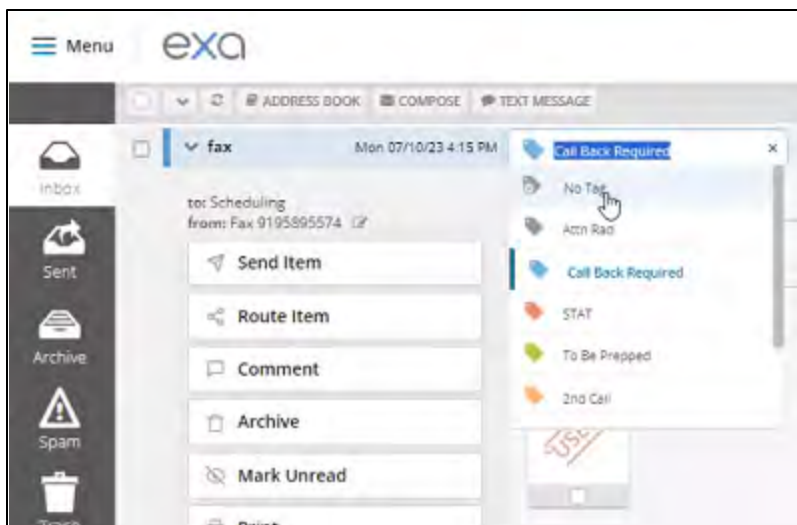 Menu
exa
ADDRESS BOOK COMPOSE TEXT MESSAGE
fax Mon 07/10/23 4:15 PM
Call Back Required
No Tag
Attn Rad
Call Back Required
STAT
To Be Prepped
2nd Call
to: Scheduling
from: Fax 9195895574
Send Item
Route Item
Comment
Archive
Mark Unread
Print
Inbox
Sent
Archive
Spam
Trash